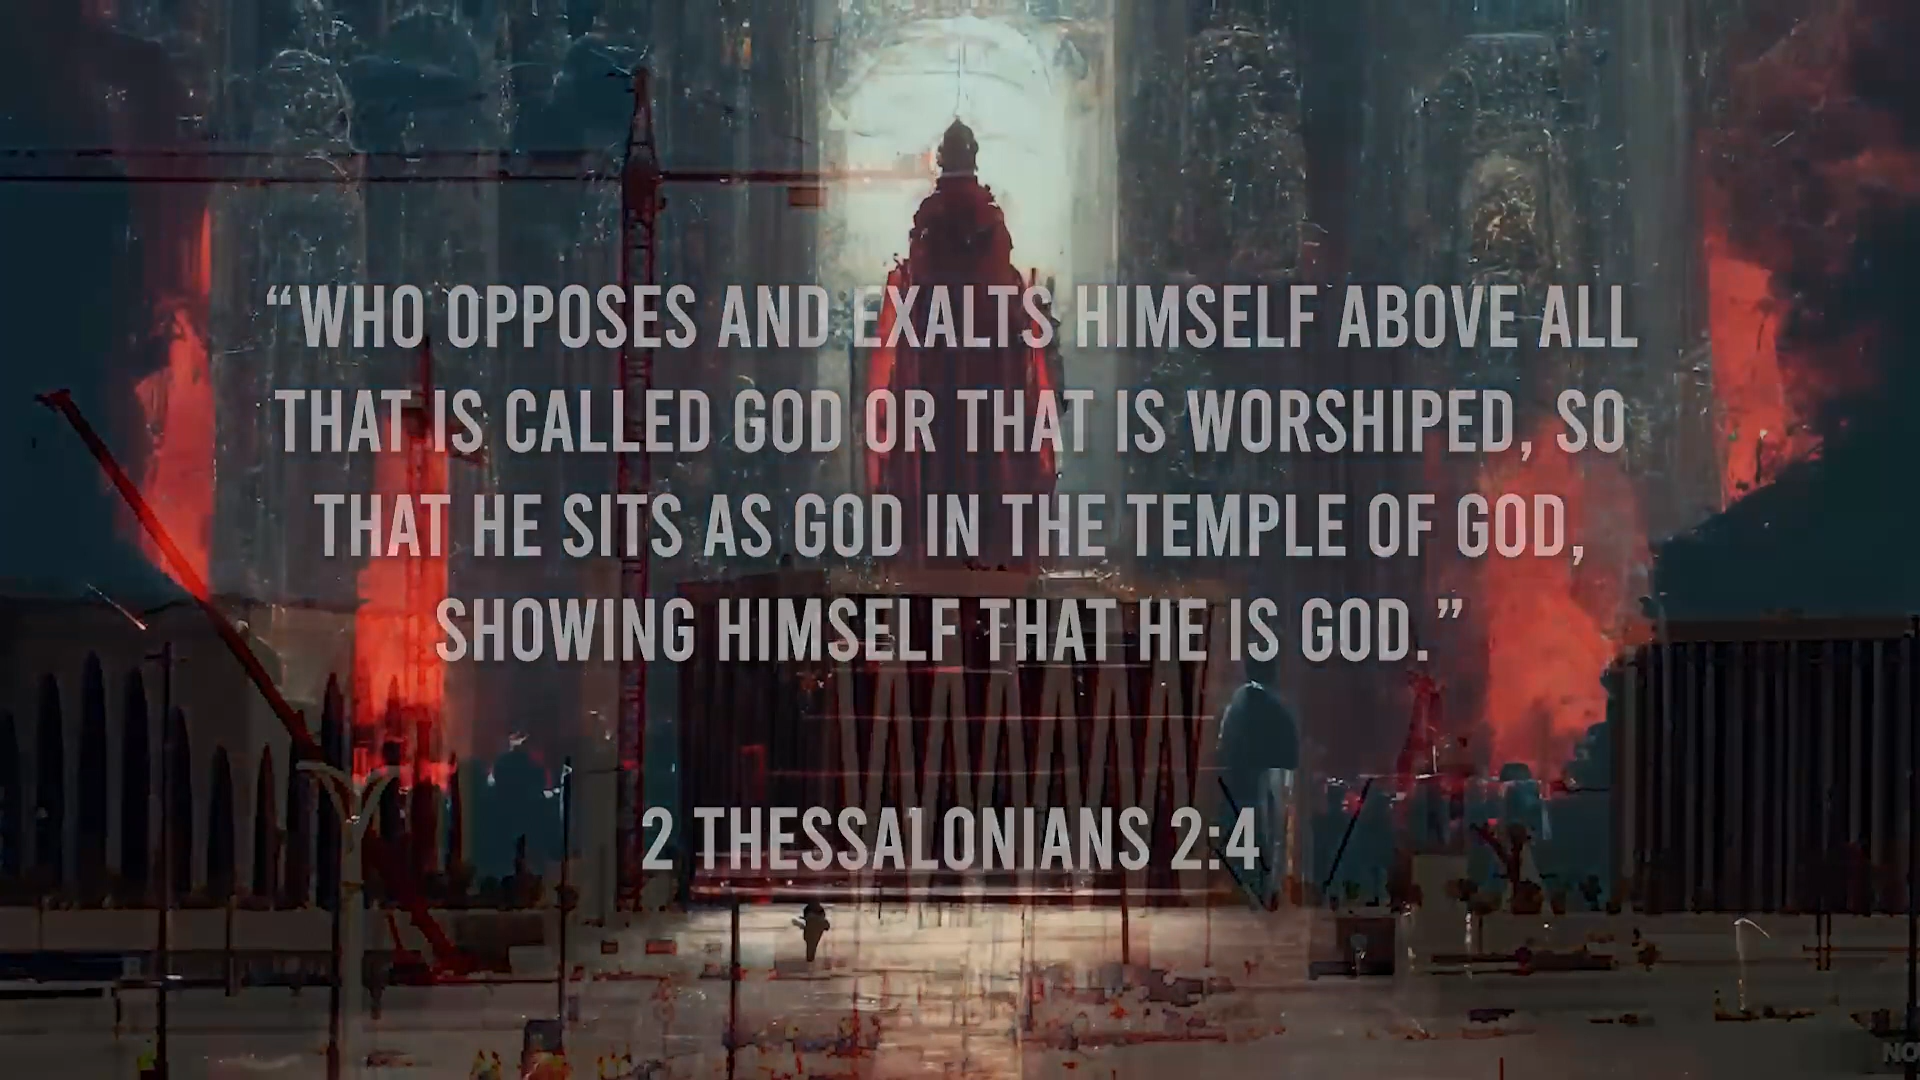 “WHO OPPOSES AND EXALTS HIMSELF ABOVE ALL
THAT IS CALLED GOD OR THAT IS WORSHIPED, SO
THAT HE SITS AS GOD IN THE TEMPLE OF GOD,
SHOWING HIMSELF THAT HE IS GOD.”
2 THESSALONIANS 2:4
NO